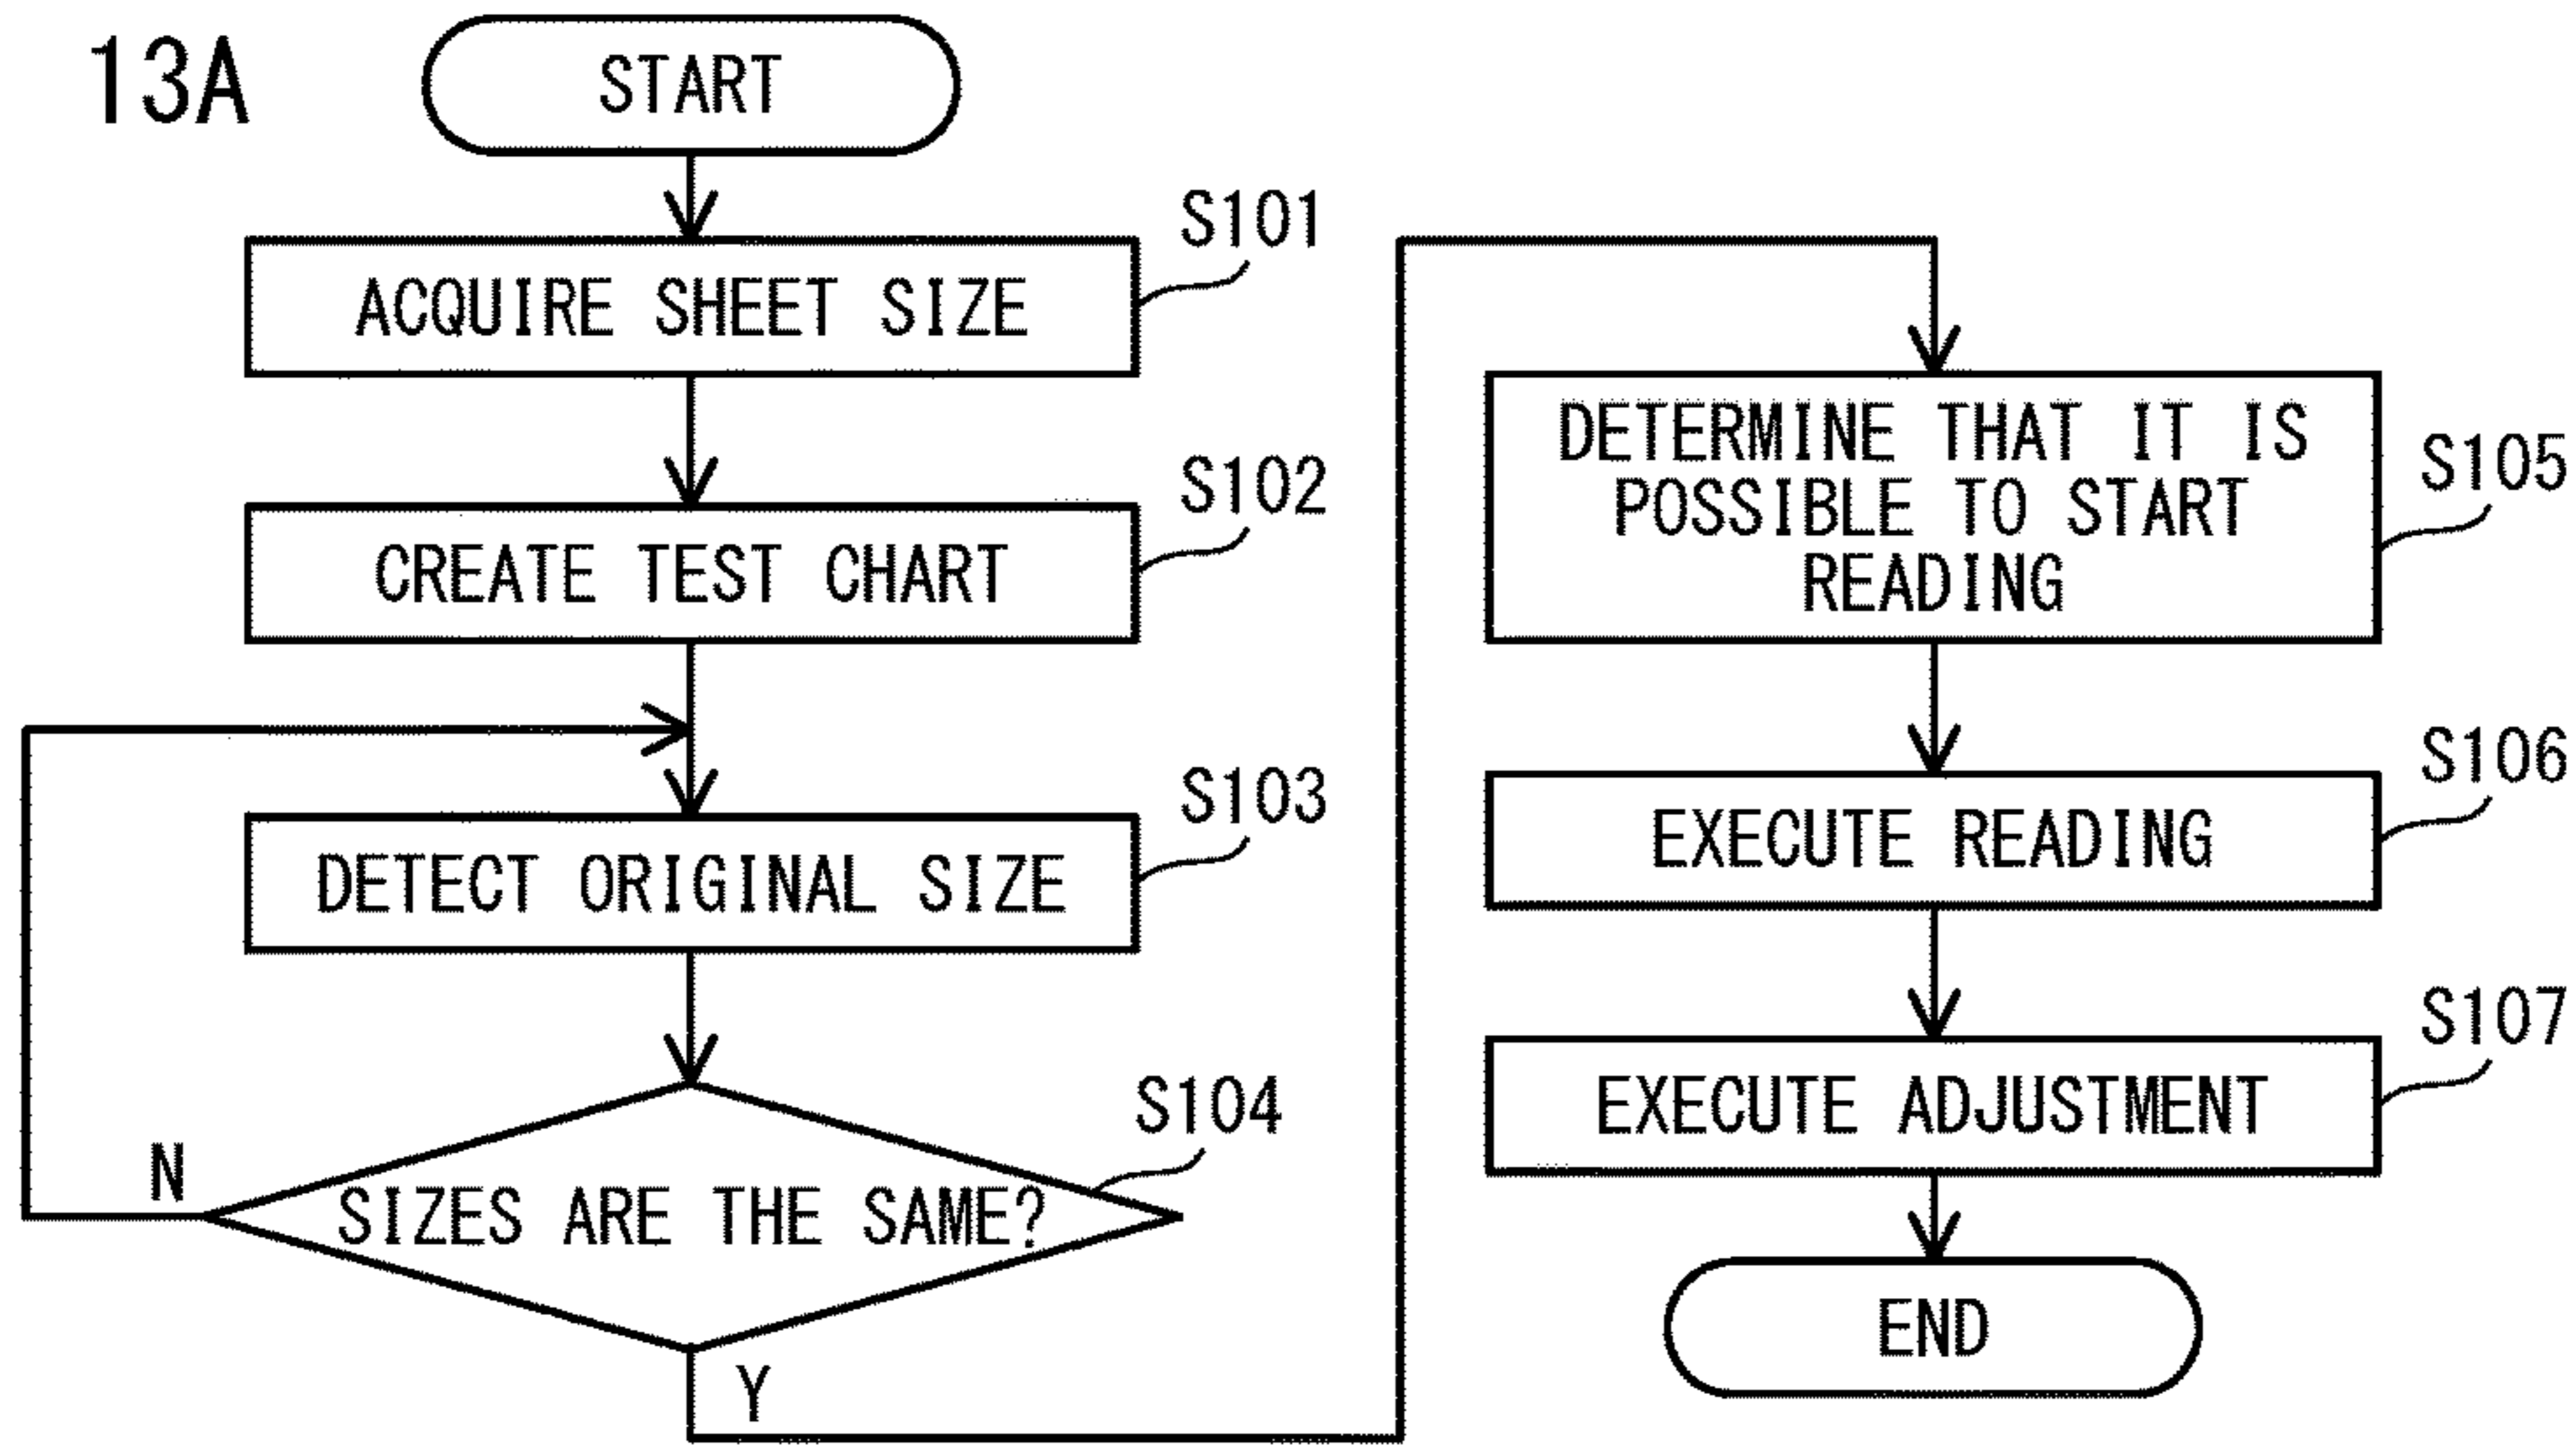 13A
START
S101
ACQUIRE SHEET SIZE
S102
CREATE TEST CHART
S103
DETECT ORIGINAL SIZE
S104
SIZES ARE THE SAME?
N
Y
S105
DETERMINE THAT IT IS
POSSIBLE TO START
READING
S106
EXECUTE READING
S107
EXECUTE ADJUSTMENT
END